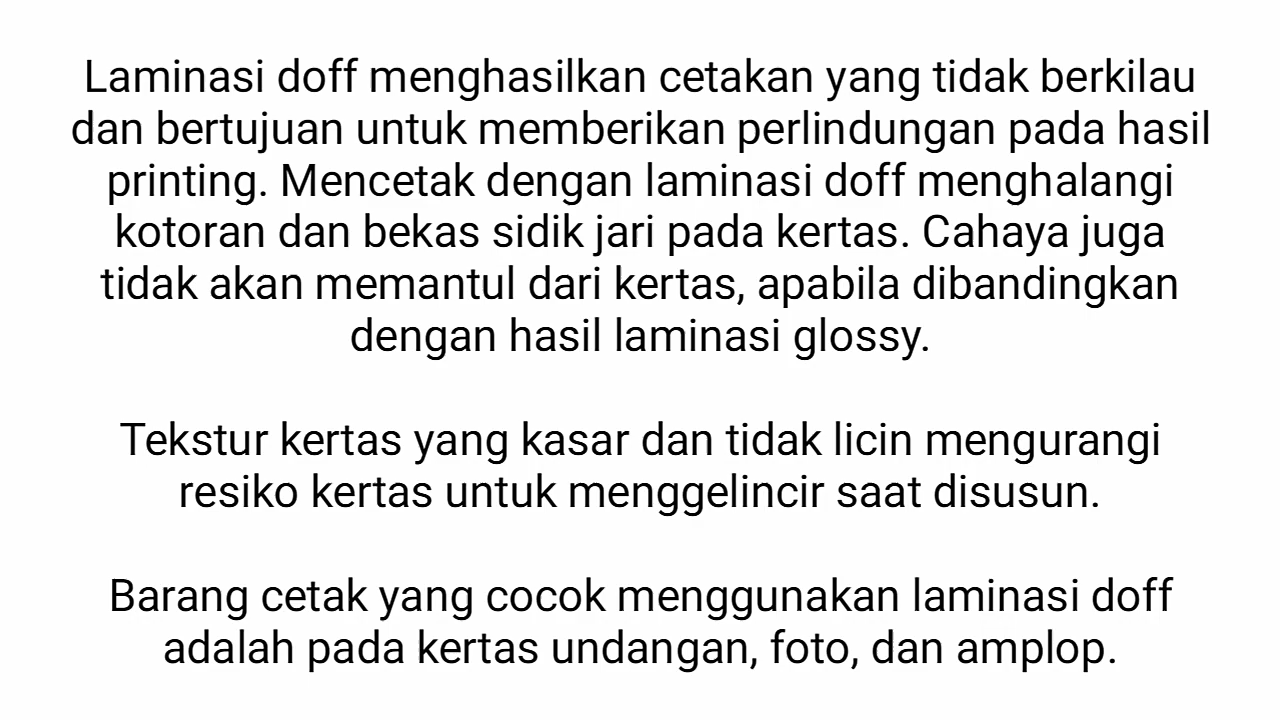 Laminasi doff menghasilkan cetakan yang tidak berkilau
dan bertujuan untuk memberikan perlindungan pada hasil
printing. Mencetak dengan laminasi doff menghalangi
kotoran dan bekas sidik jari pada kertas. Cahaya juga
tidak akan memantul dari kertas, apabila dibandingkan
dengan hasil laminasi glossy.
Tekstur kertas yang kasar dan tidak licin mengurangi
resiko kertas untuk menggelincir saat disusun.
Barang cetak yang cocok menggunakan laminasi doff
adalah pada kertas undangan, foto, dan amplop.